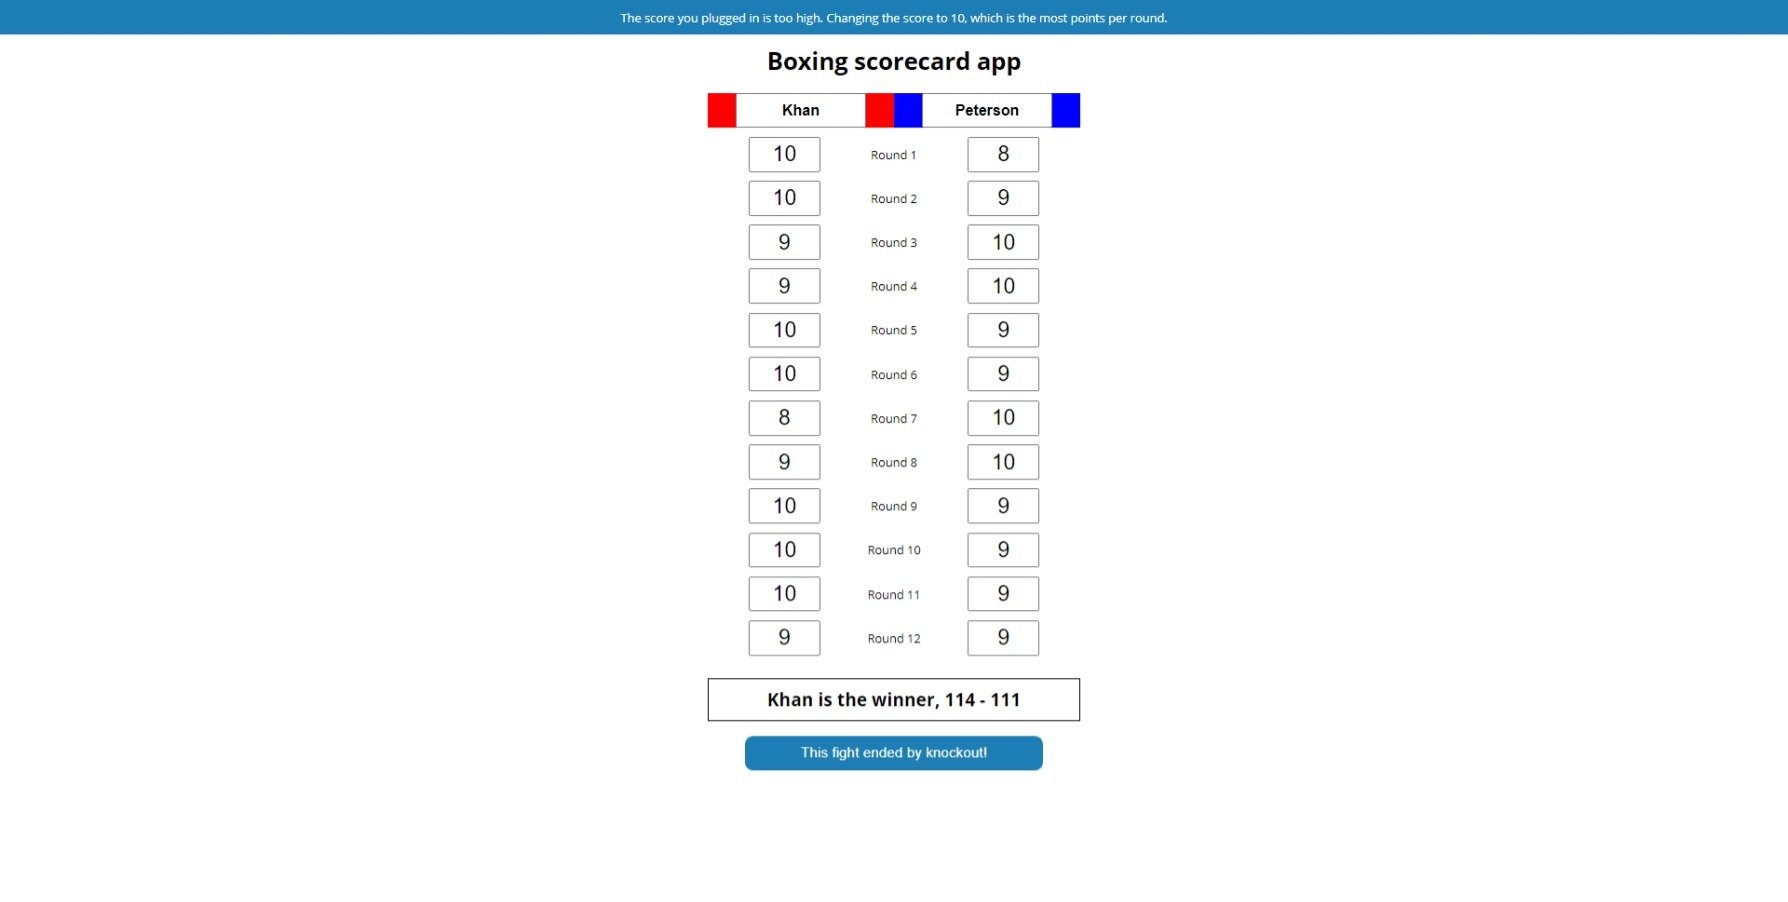 The score you plugged in is too high. Changing the score to 10, which is the most points per round.
Boxing scorecard app
Khan Peterson
10 Round 1 8
10 Round 2 9
9 Round 3 10
9 Round 4 10
10 Round 5 9
10 Round 6 9
8 Round 7 10
9 Round 8 10
10 Round 9 9
10 Round 10 9
10 Round 11 9
9 Round 12 9
Khan is the winner, 114 - 111
This fight ended by knockout!